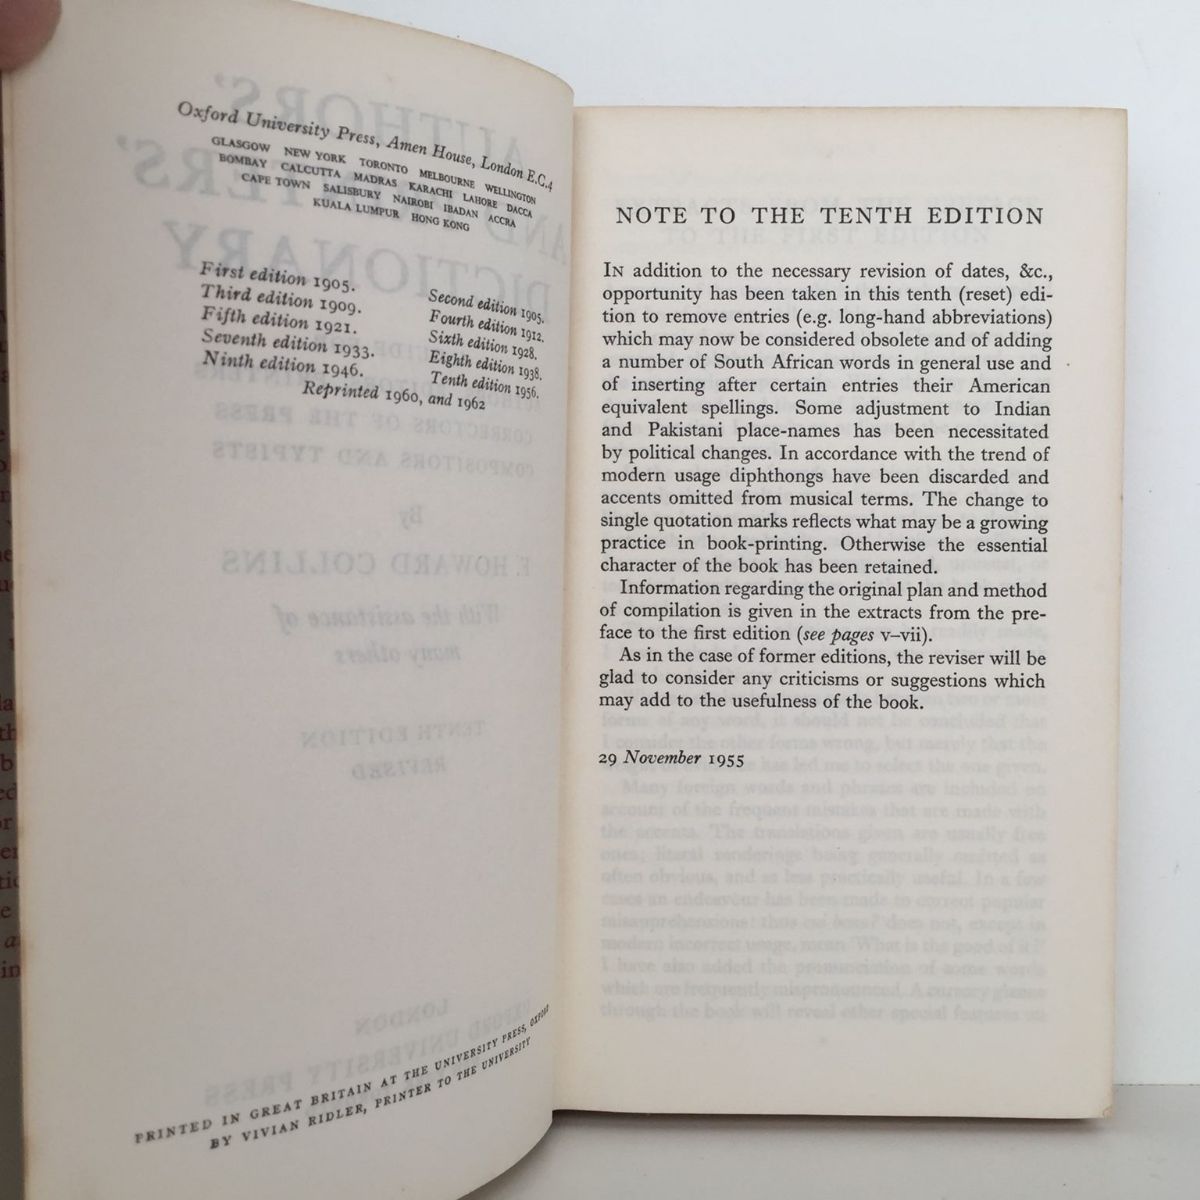 Oxford University Press, Amen House, London E.C.4
GLASGOW NEW YORK TORONTO MELBOURNE WELLINGTON
BOMBAY CALCUTTA MADRAS KARACHI LAHORE DACCA
CAPE TOWN SALISBURY NAIROBI IBADAN ACCRA
KUALA LUMPUR HONG KONG
First edition 1905. Second edition 1905.
Third edition 1909. Fourth edition 1912.
Fifth edition 1921. Sixth edition 1928.
Seventh edition 1933. Eighth edition 1938.
Ninth edition 1946. Tenth edition 1956.
Reprinted 1960, and 1962
PRINTED IN GREAT BRITAIN AT THE UNIVERSITY PRESS, OXFORD
BY VIVIAN RIDLER, PRINTER TO THE UNIVERSITY
NOTE TO THE TENTH EDITION
IN addition to the necessary revision of dates, &c.,
opportunity has been taken in this tenth (reset) edi-
tion to remove entries (e.g. long-hand abbreviations)
which may now be considered obsolete and of adding
a number of South African words in general use and
of inserting after certain entries their American
equivalent spellings. Some adjustment to Indian
and Pakistani place-names has been necessitated
by political changes. In accordance with the trend of
modern usage diphthongs have been discarded and
accents omitted from musical terms. The change to
single quotation marks reflects what may be a growing
practice in book-printing. Otherwise the essential
character of the book has been retained.
Information regarding the original plan and method
of compilation is given in the extracts from the pre-
face to the first edition (see pages v–vii).
As in the case of former editions, the reviser will be
glad to consider any criticisms or suggestions which
may add to the usefulness of the book.
29 November 1955